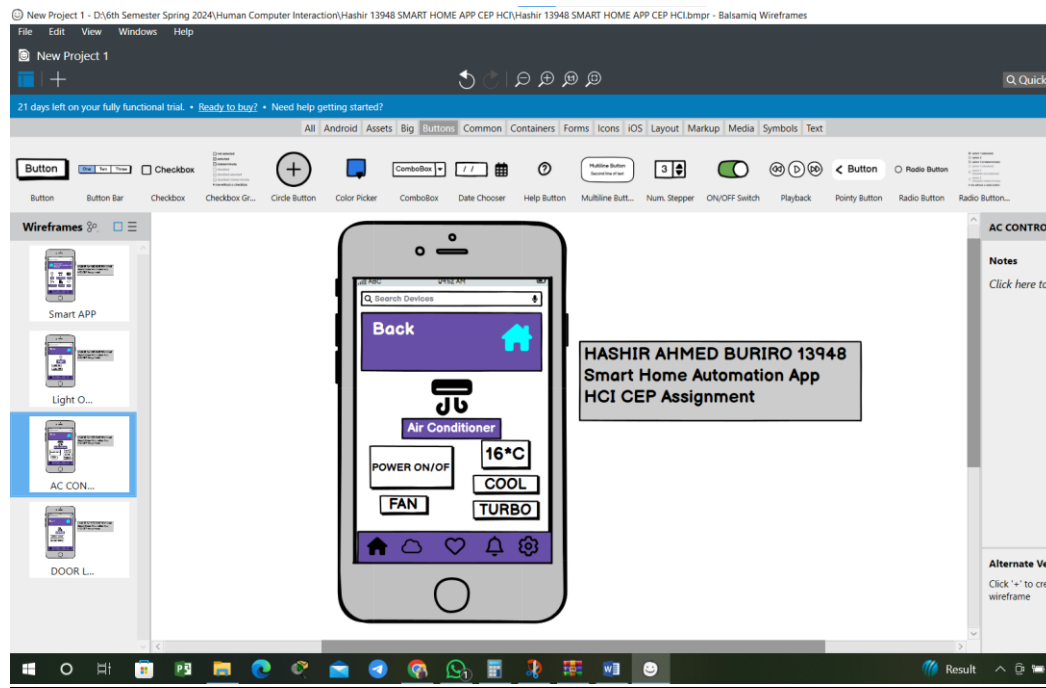 New Project 1 - D:\6th Semester Spring 2024\Human Computer Interaction\Hashir 13948 SMART HOME APP CEP HCI\Hashir 13948 SMART HOME APP CEP HCI.bmpr - Balsamiq Wireframes
File Edit View Windows Help
New Project 1
Quick
21 days left on your fully functional trial. • Ready to buy? • Need help getting started?
All Android Assets Big Buttons Common Containers Forms Icons iOS Layout Markup Media Symbols Text
Button One Two Three Checkbox ComboBox / / Multiline Button 3 Button Radio Button
Second line of text
Button Button Bar Checkbox Checkbox Gr... Circle Button Color Picker ComboBox Date Chooser Help Button Multiline Butt... Num. Stepper ON/OFF Switch Playback Pointy Button Radio Button Radio Button...
Wireframes
AC CONTRO
Notes
Click here to
Smart APP
Light O...
AC CON...
DOOR L...
ABC 09:52 AM
Search Devices
Back
Air Conditioner
POWER ON/OF
16*C
COOL
FAN
TURBO
HASHIR AHMED BURIRO 13948
Smart Home Automation App
HCI CEP Assignment
Alternate Ve
Click '+' to cre
wireframe
Result